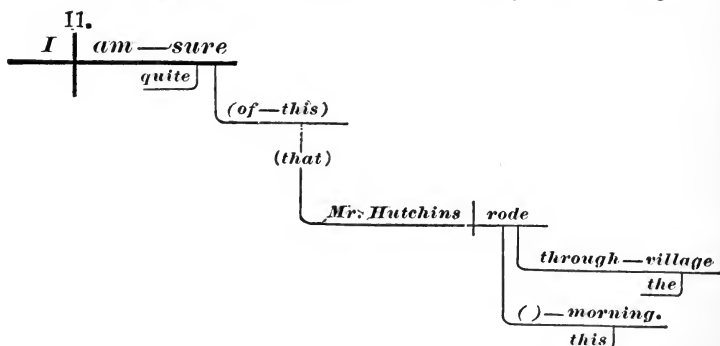 11.
I am — sure
quite
(of — this)
(that)
Mr. Hutchins rode
through — village
the
( ) — morning.
this